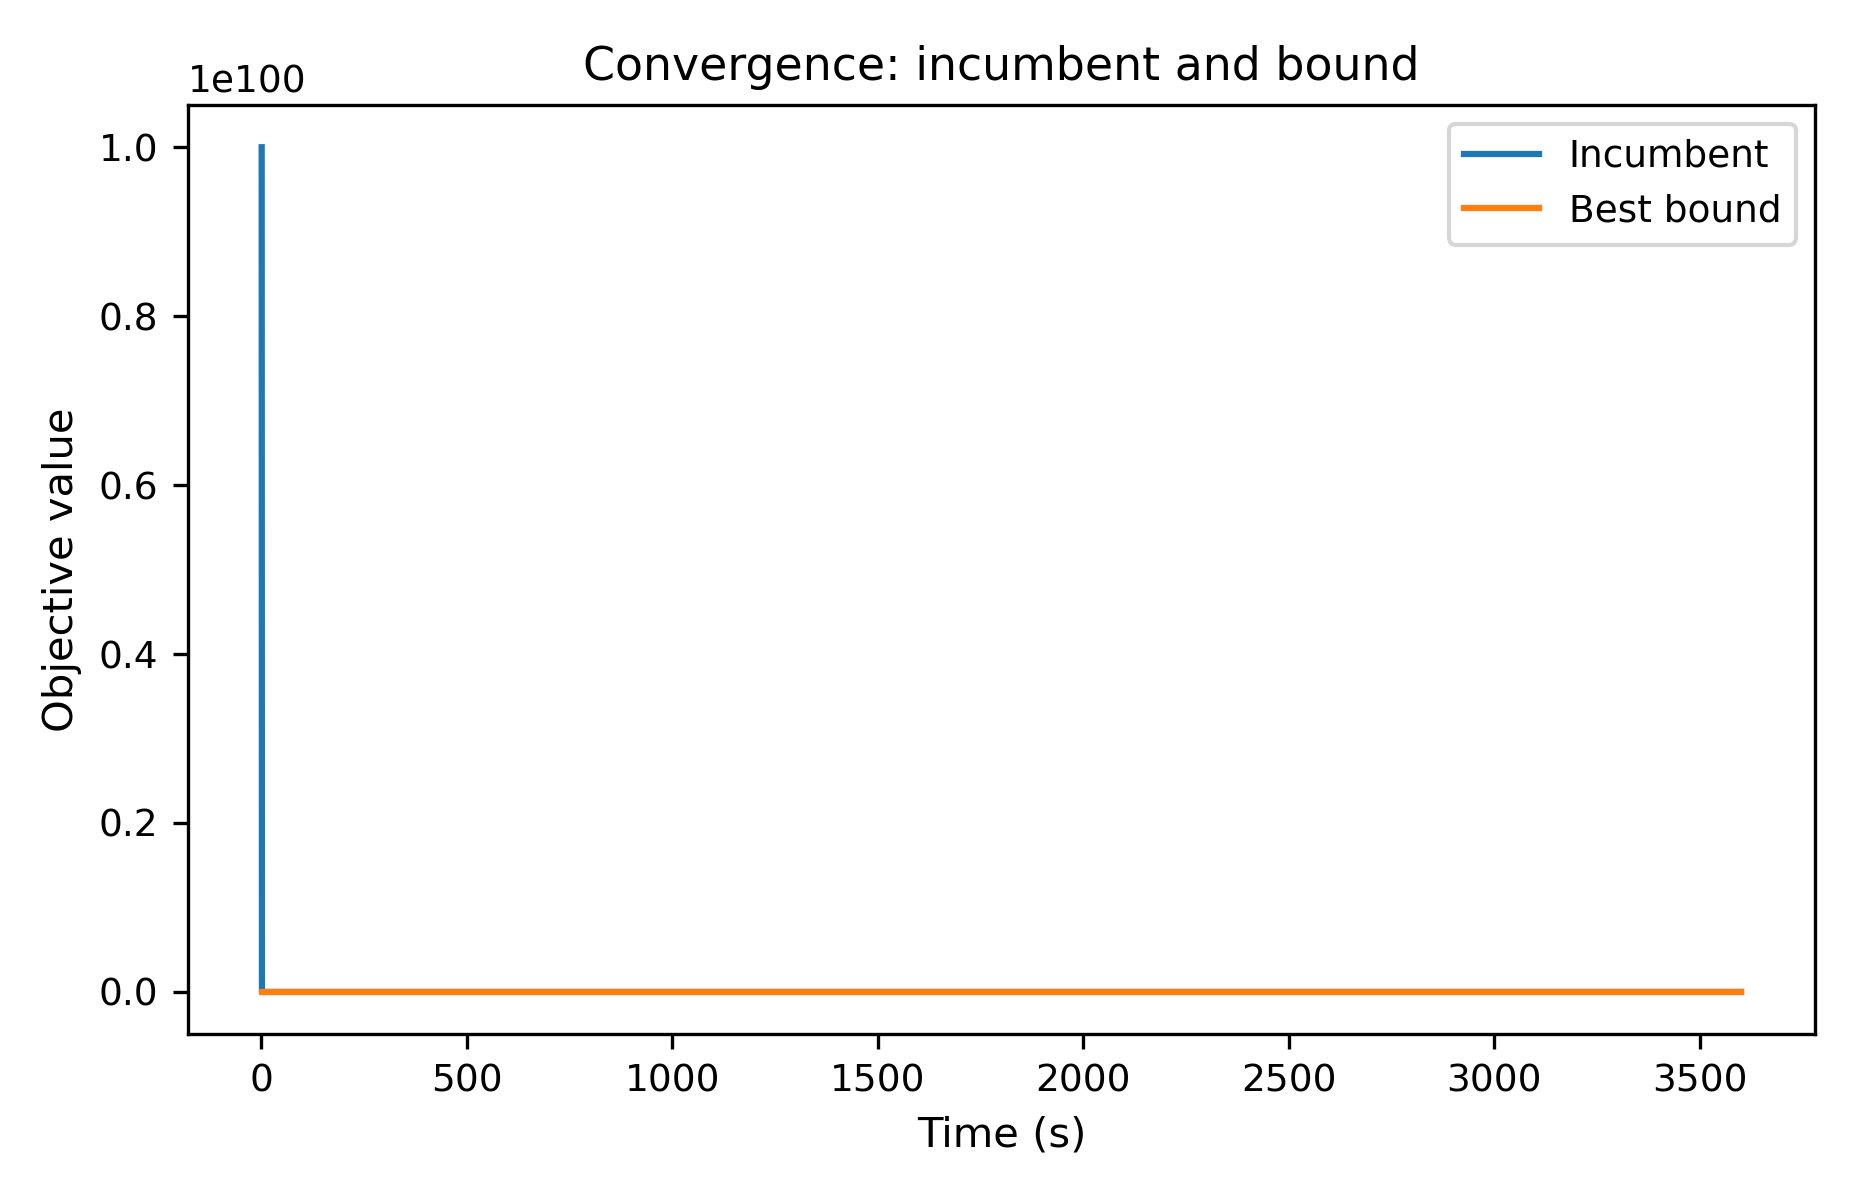 Convergence: incumbent and bound
1e100
1.0
0.8
0.6
0.4
0.2
0.0
Objective value
Incumbent
Best bound
0 500 1000 1500 2000 2500 3000 3500
Time (s)